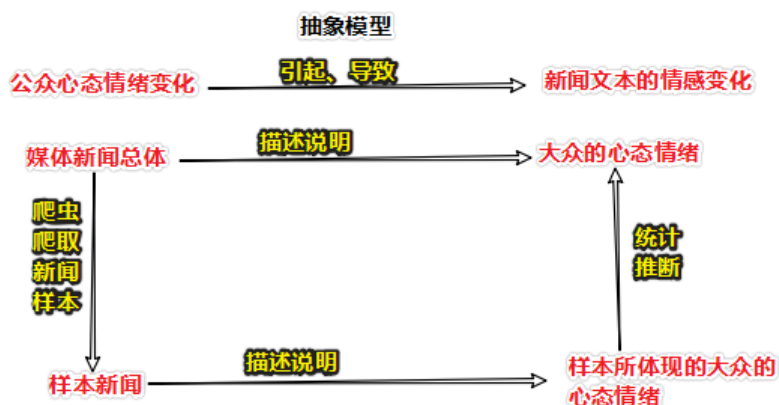 抽象模型
公众心态情绪变化
引起、导致
新闻文本的情感变化
媒体新闻总体
描述说明
大众的心态情绪
爬虫
爬取
新闻
样本
统计
推断
样本新闻
描述说明
样本所体现的大众的
心态情绪